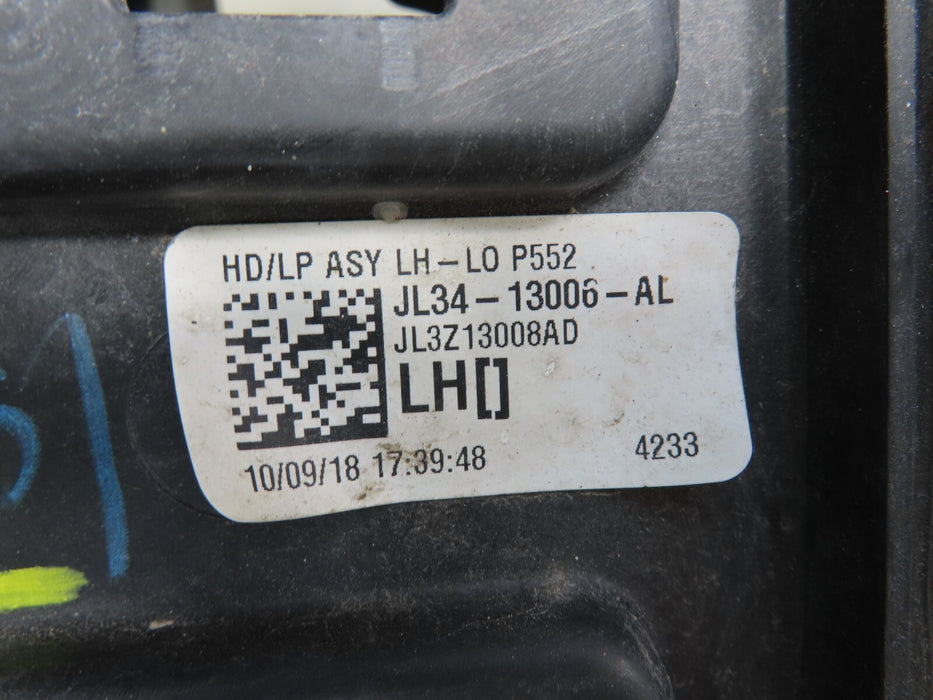 HD/LP ASY LH-LO P552
JL34-13006-AL
JL3Z13008AD
LH[]
10/09/18 17:39:48
4233